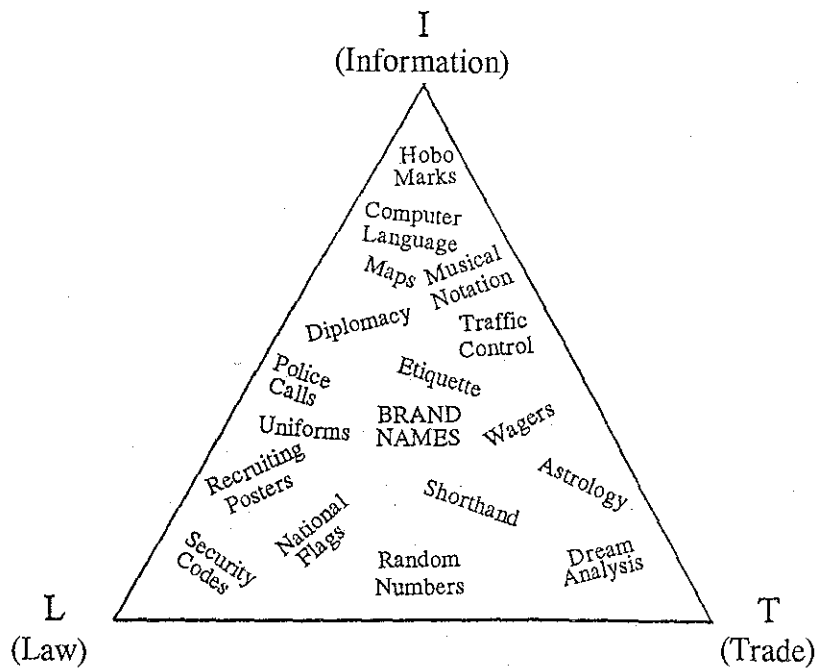 I
(Information)
Hobo
Marks
Computer
Language
Maps
Musical
Notation
Diplomacy
Traffic
Control
Police
Calls
Etiquette
Uniforms
BRAND
NAMES
Wagers
Recruiting
Posters
Astrology
Shorthand
National
Flags
Security
Codes
Random
Numbers
Dream
Analysis
L
(Law)
T
(Trade)